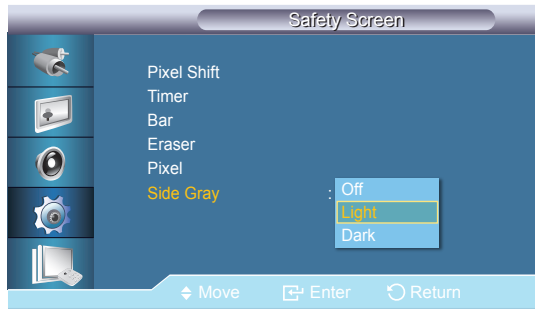 Safety Screen
Pixel Shift
Timer
Bar
Eraser
Pixel
Side Gray : Off
Light
Dark
Move Enter Return